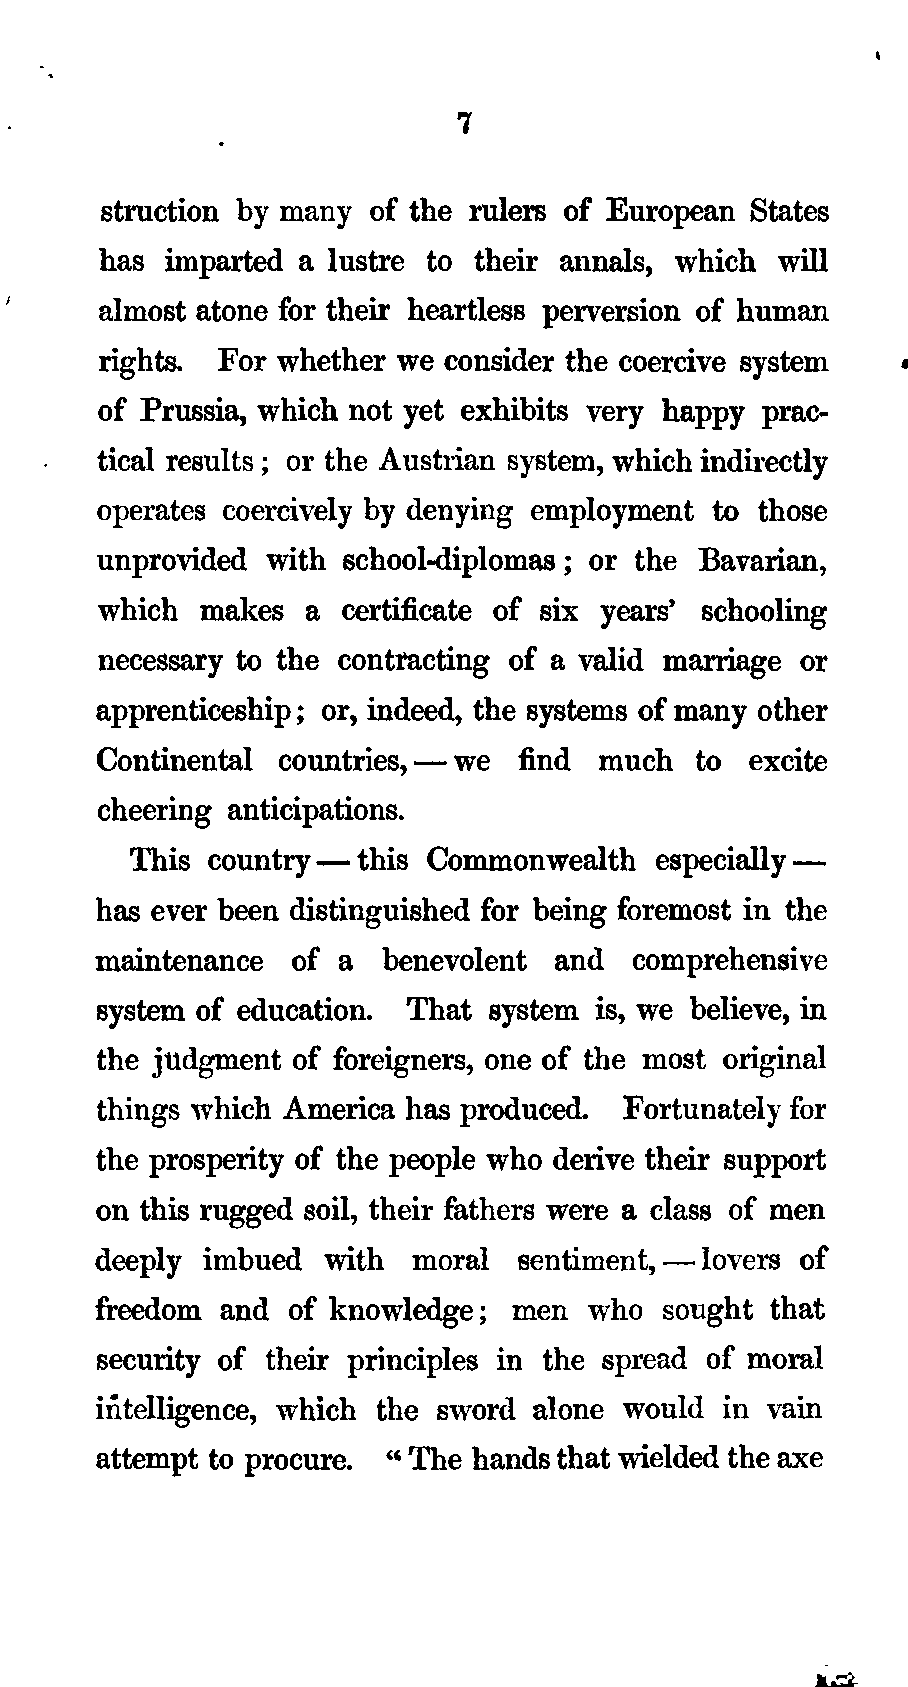 7
struction by many of the rulers of European States
has imparted a lustre to their annals, which will
almost atone for their heartless perversion of human
rights. For whether we consider the coercive system
of Prussia, which not yet exhibits very happy prac-
tical results; or the Austrian system, which indirectly
operates coercively by denying employment to those
unprovided with school-diplomas; or the Bavarian,
which makes a certificate of six years' schooling
necessary to the contracting of a valid marriage or
apprenticeship; or, indeed, the systems of many other
Continental countries,—we find much to excite
cheering anticipations.
This country—this Commonwealth especially—
has ever been distinguished for being foremost in the
maintenance of a benevolent and comprehensive
system of education. That system is, we believe, in
the judgment of foreigners, one of the most original
things which America has produced. Fortunately for
the prosperity of the people who derive their support
on this rugged soil, their fathers were a class of men
deeply imbued with moral sentiment,—lovers of
freedom and of knowledge; men who sought that
security of their principles in the spread of moral
intelligence, which the sword alone would in vain
attempt to procure. “The hands that wielded the axe